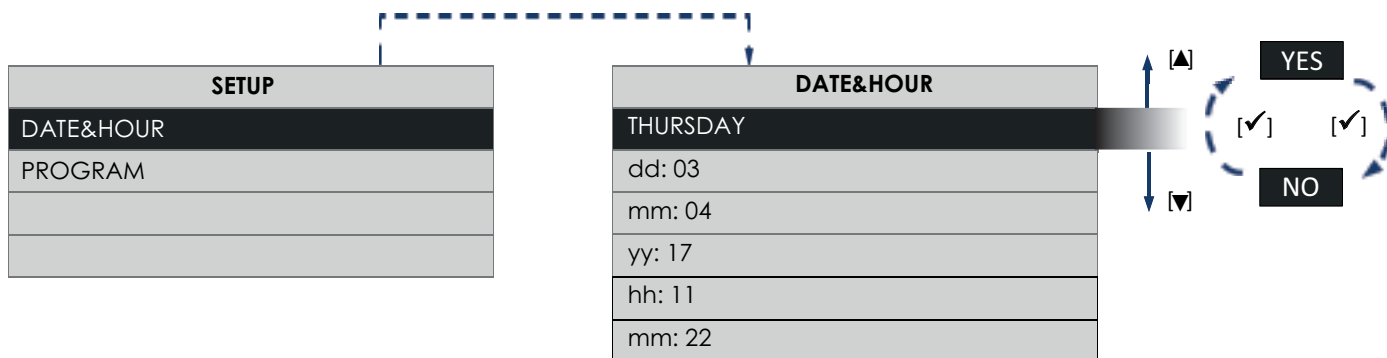 SETUP
DATE&HOUR
PROGRAM
DATE&HOUR
THURSDAY
dd: 03
mm: 04
yy: 17
hh: 11
mm: 22
[▲]
[▼]
YES
[✓] [✓]
NO